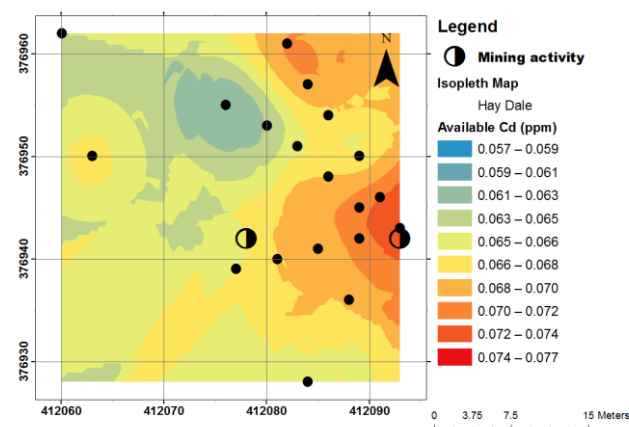 376960
376950
376940
376930
412060 412070 412080 412090
N
Legend
Mining activity
Isopleth Map
Hay Dale
Available Cd (ppm)
0.057 – 0.059
0.059 – 0.061
0.061 – 0.063
0.063 – 0.065
0.065 – 0.066
0.066 – 0.068
0.068 – 0.070
0.070 – 0.072
0.072 – 0.074
0.074 – 0.077
0 3.75 7.5 15 Meters